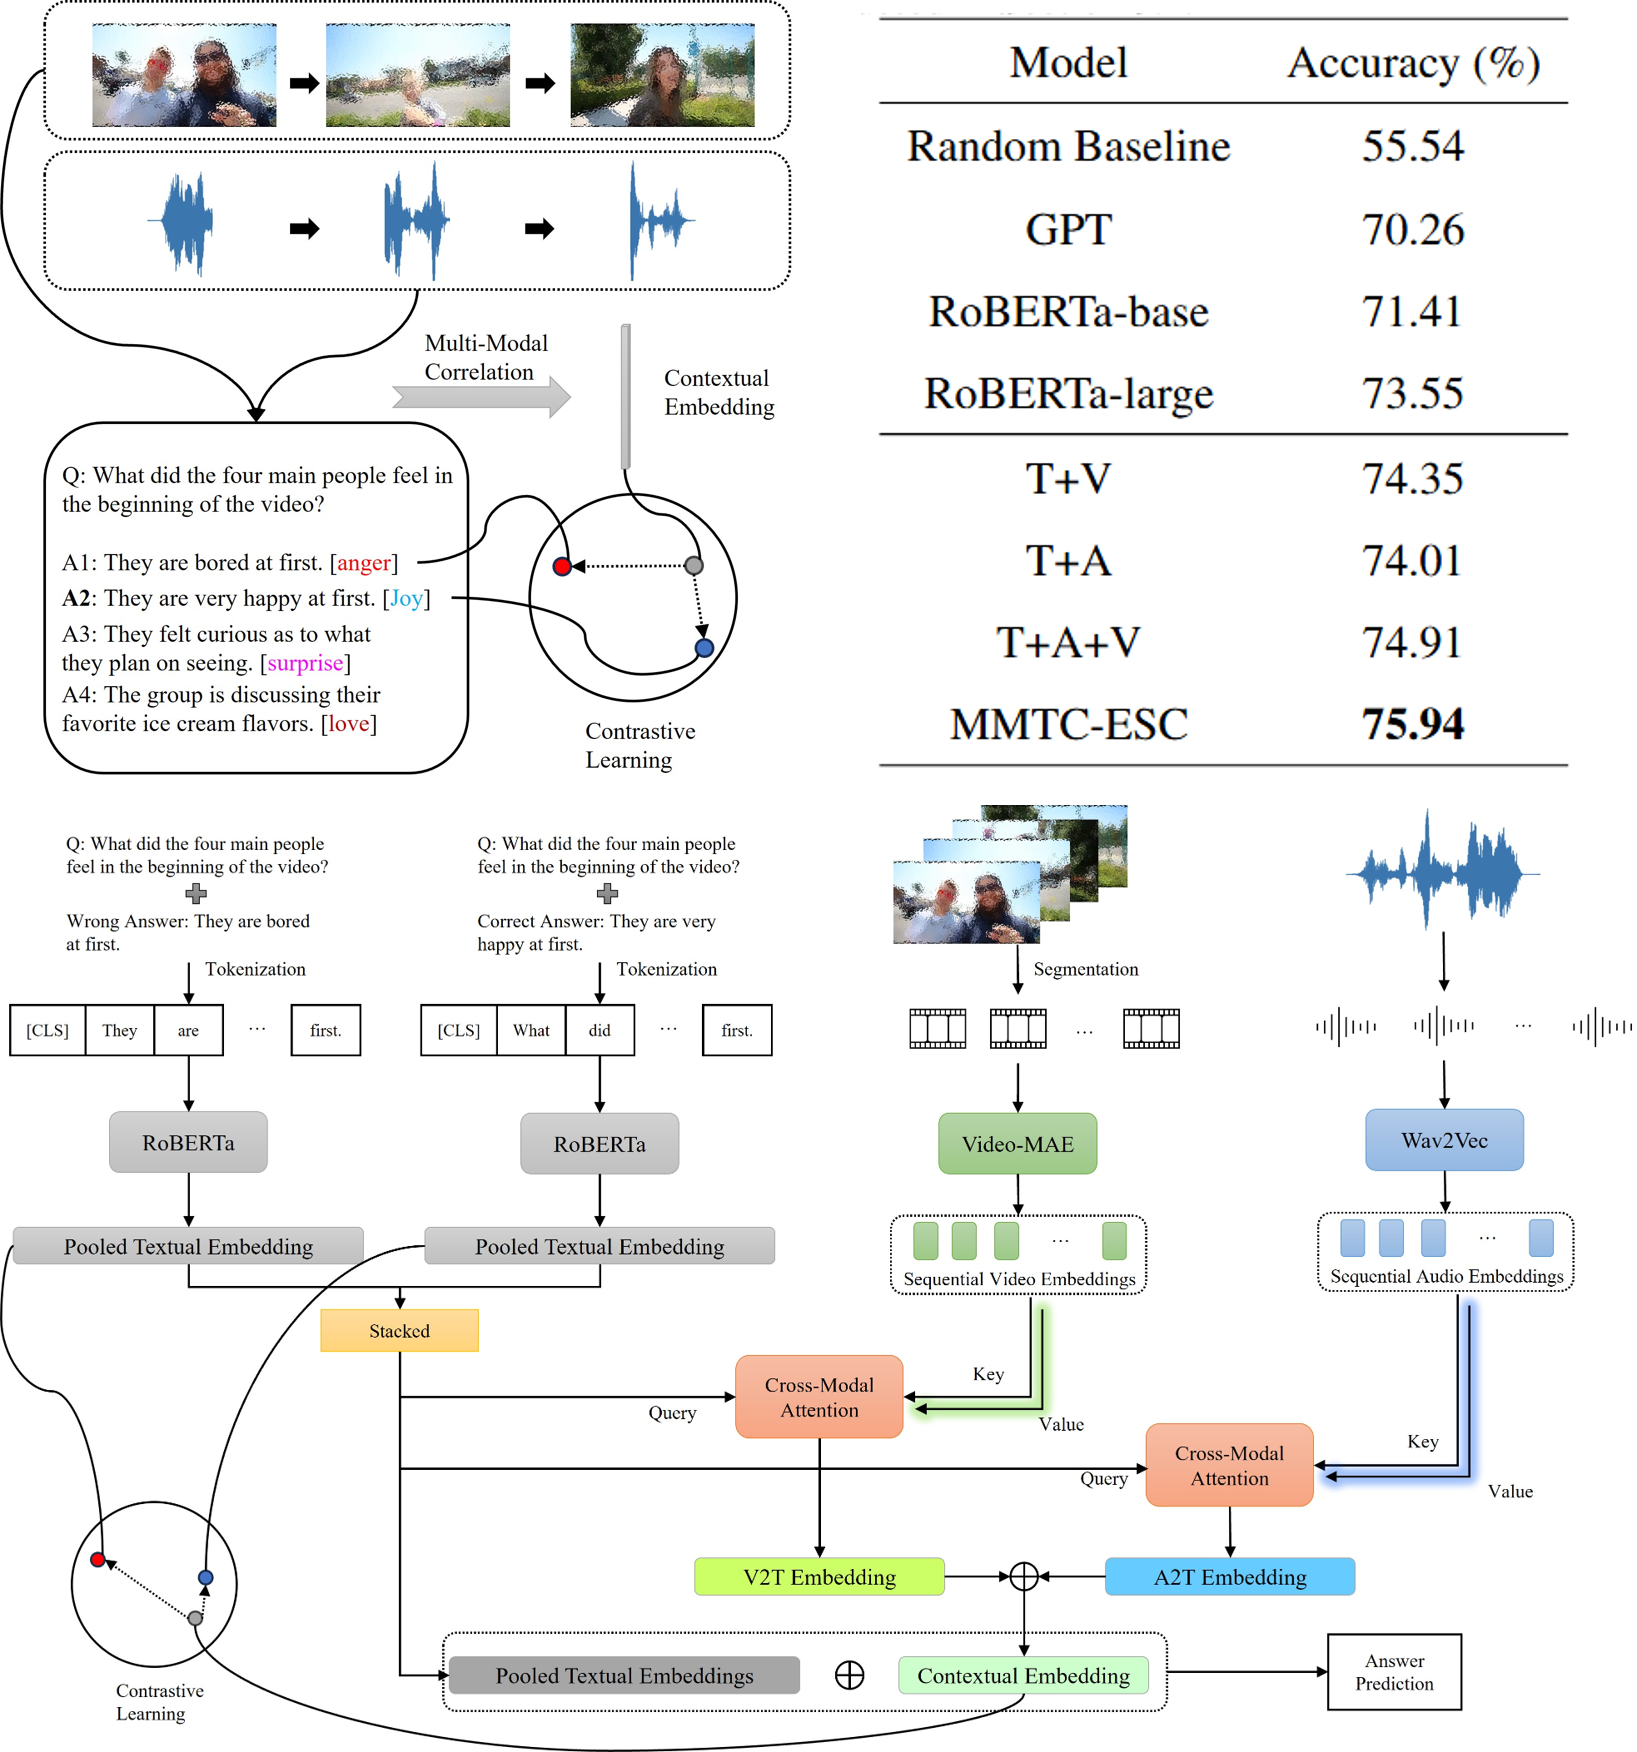 Multi-Modal
Correlation
Contextual
Embedding
Q: What did the four main people feel in
the beginning of the video?
A1: They are bored at first. [anger]
A2: They are very happy at first. [Joy]
A3: They felt curious as to what
they plan on seeing. [surprise]
A4: The group is discussing their
favorite ice cream flavors. [love]
Contrastive
Learning
Model Accuracy (%)
Random Baseline 55.54
GPT 70.26
RoBERTa-base 71.41
RoBERTa-large 73.55
T+V 74.35
T+A 74.01
T+A+V 74.91
MMTC-ESC 75.94
Q: What did the four main people
feel in the beginning of the video?
Wrong Answer: They are bored
at first.
Tokenization
[CLS] They are ... first.
RoBERTa
Pooled Textual Embedding
Q: What did the four main people
feel in the beginning of the video?
Correct Answer: They are very
happy at first.
Tokenization
[CLS] What did ... first.
RoBERTa
Pooled Textual Embedding
Stacked
Segmentation
...
Video-MAE
...
Sequential Video Embeddings
...
Wav2Vec
...
Sequential Audio Embeddings
Cross-Modal
Attention
Query
Key
Value
Cross-Modal
Attention
Query
Key
Value
V2T Embedding
A2T Embedding
Pooled Textual Embeddings
Contextual Embedding
Answer
Prediction
Contrastive
Learning